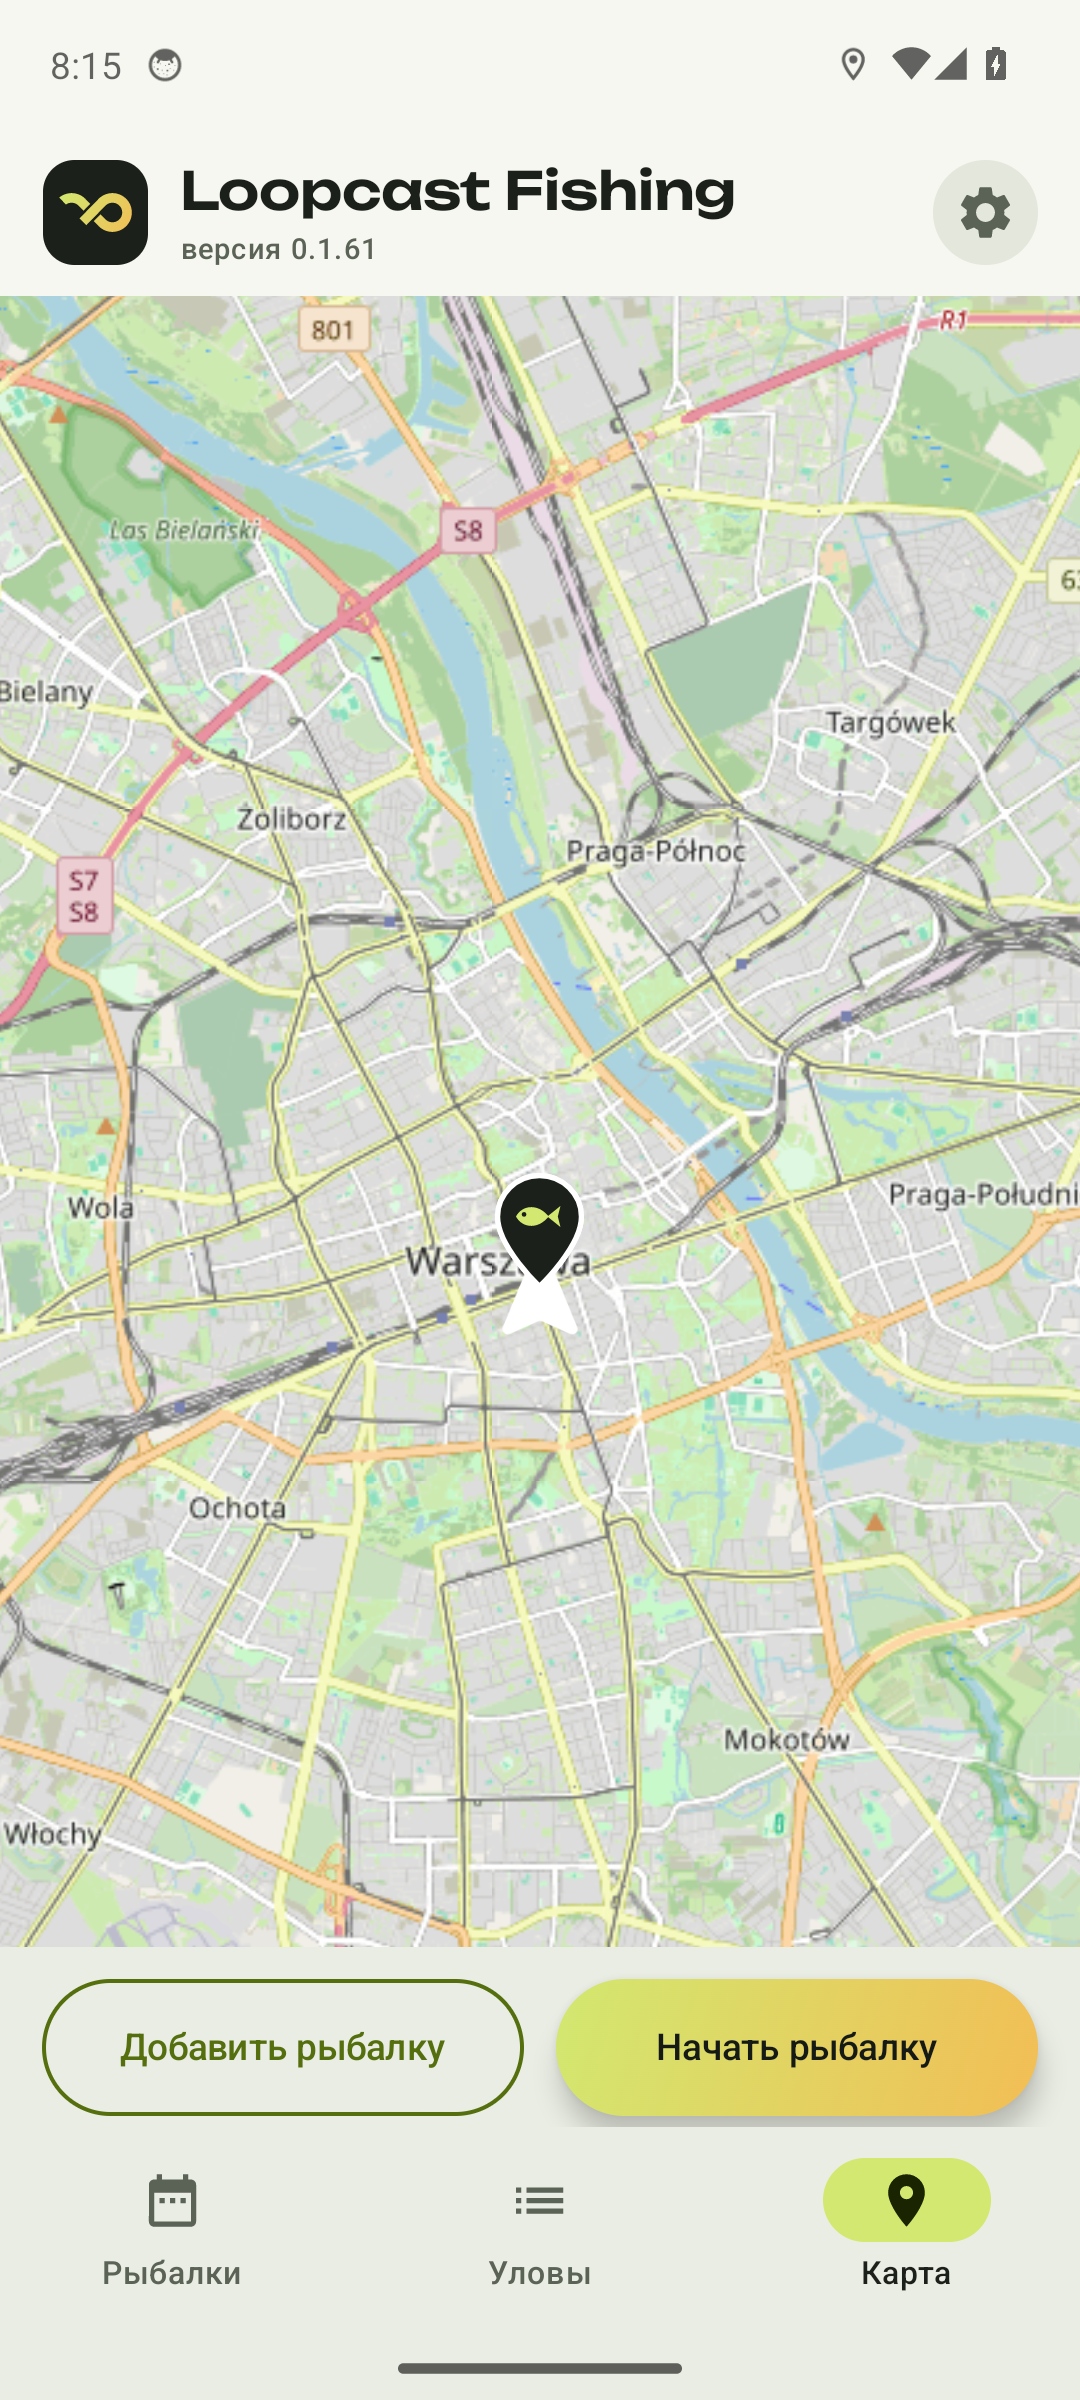 8:15
Loopcast Fishing
версия 0.1.61
801
R1
Las Bielański
S8
Bielany
Targówek
Żoliborz
Praga-Północ
S7
S8
Wola
Praga-Południ
Ochota
Mokotów
Włochy
Добавить рыбалку
Начать рыбалку
Рыбалки
Уловы
Карта